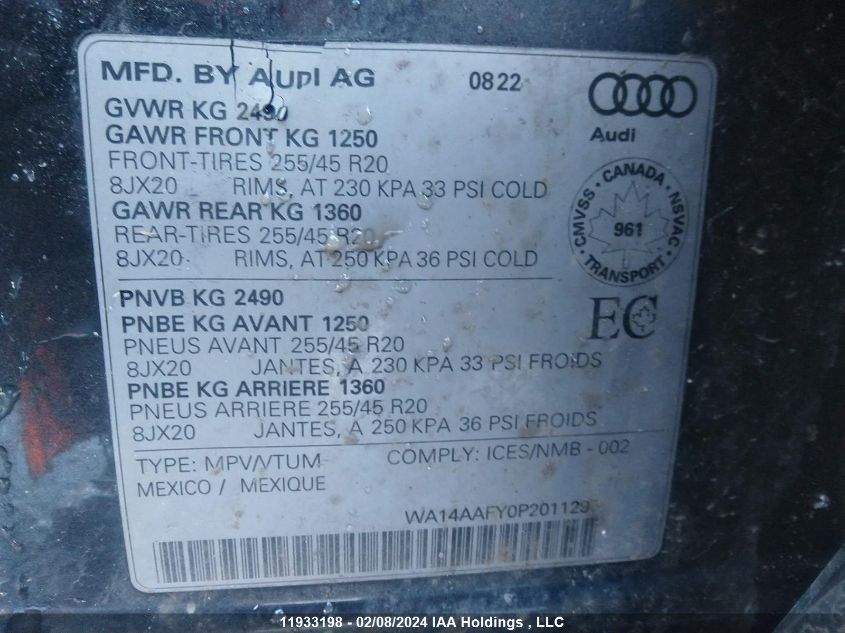 MFD. BY AUDI AG 0822
GVWR KG 2490
GAWR FRONT KG 1250
FRONT-TIRES 255/45 R20
8JX20 RIMS, AT 230 KPA 33 PSI COLD
GAWR REAR KG 1360
REAR-TIRES 255/45 R20
8JX20 RIMS, AT 250 KPA 36 PSI COLD
Audi
CMVSS · CANADA · NSVAC · TRANSPORT ·
961
PNVB KG 2490
PNBE KG AVANT 1250
PNEUS AVANT 255/45 R20
8JX20 JANTES, A 230 KPA 33 PSI FROIDS
PNBE KG ARRIERE 1360
PNEUS ARRIERE 255/45 R20
8JX20 JANTES, A 250 KPA 36 PSI FROIDS
EC
TYPE: MPV/VTUM COMPLY: ICES/NMB - 002
MEXICO / MEXIQUE
WA14AAFY0P201129
11933198 - 02/08/2024 IAA Holdings , LLC